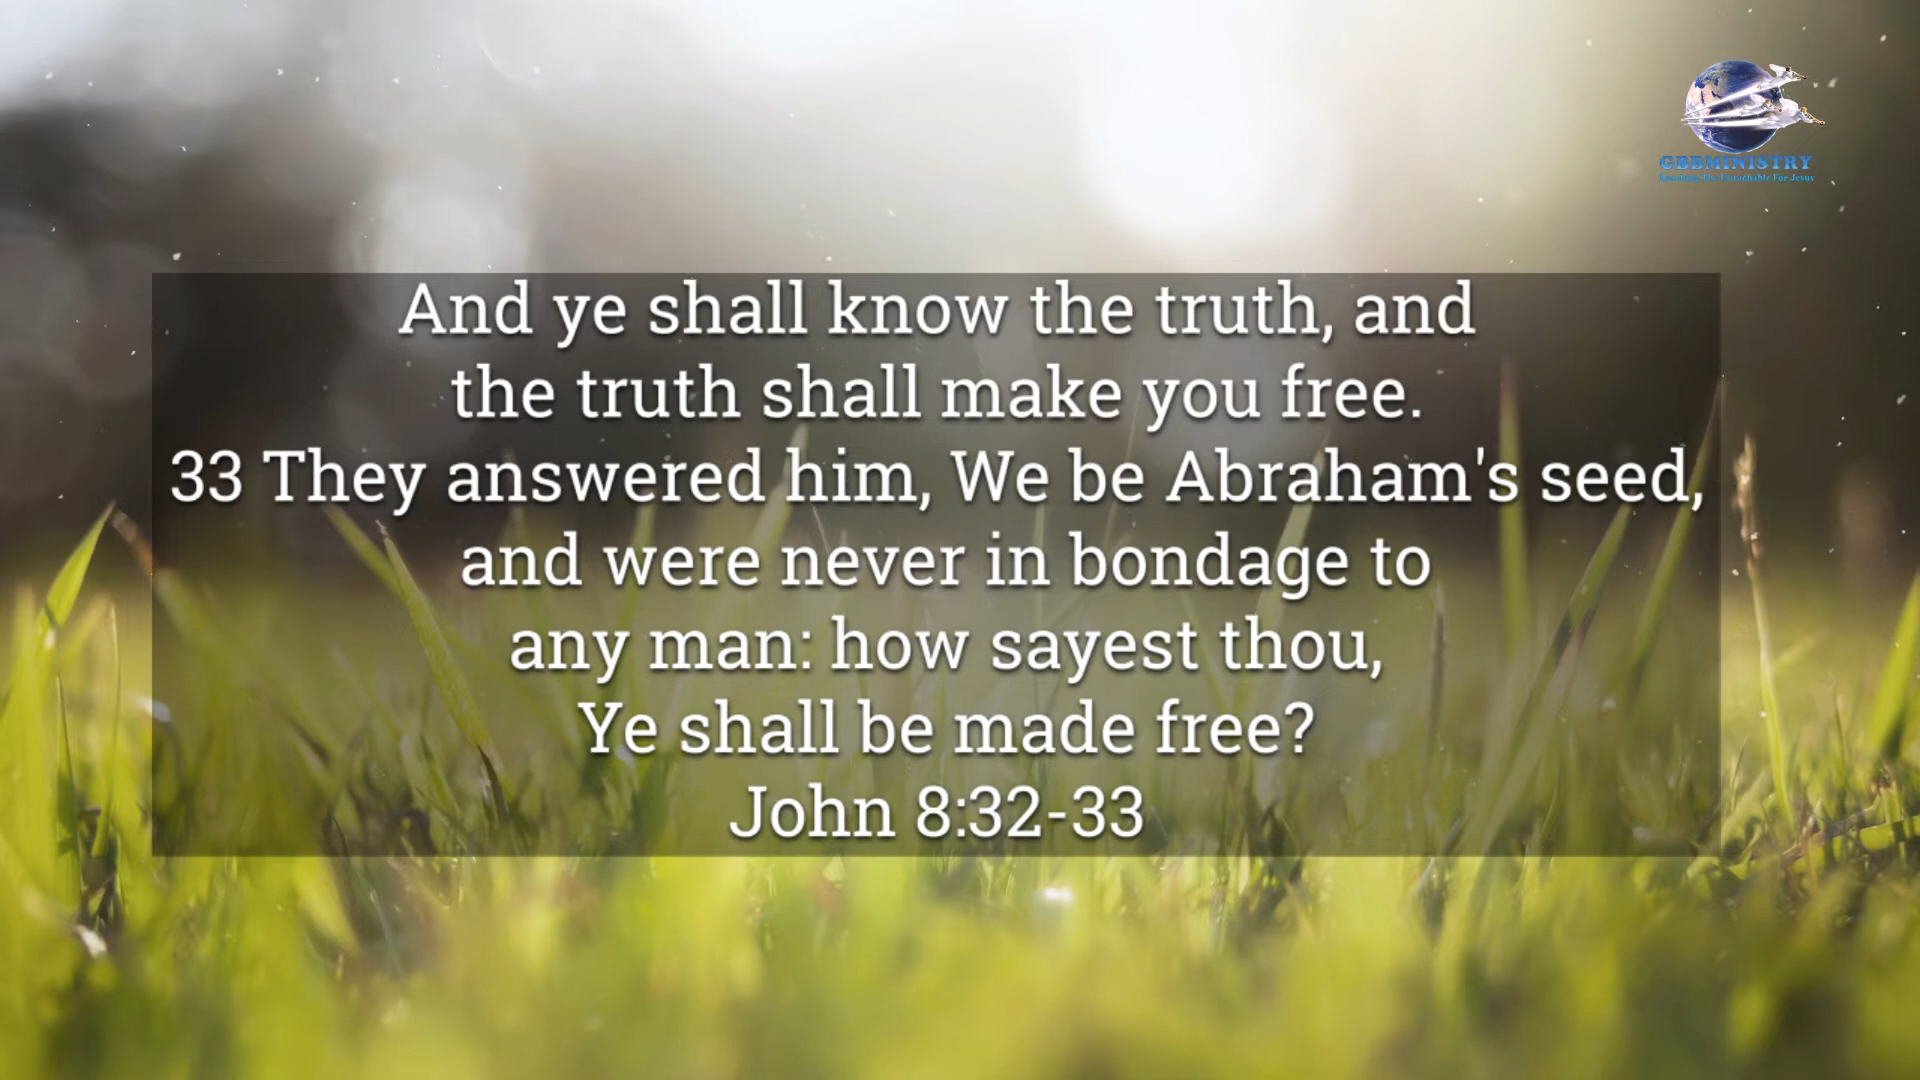 GBBMINISTRY
And ye shall know the truth, and
the truth shall make you free.
33 They answered him, We be Abraham's seed,
and were never in bondage to
any man: how sayest thou,
Ye shall be made free?
John 8:32-33